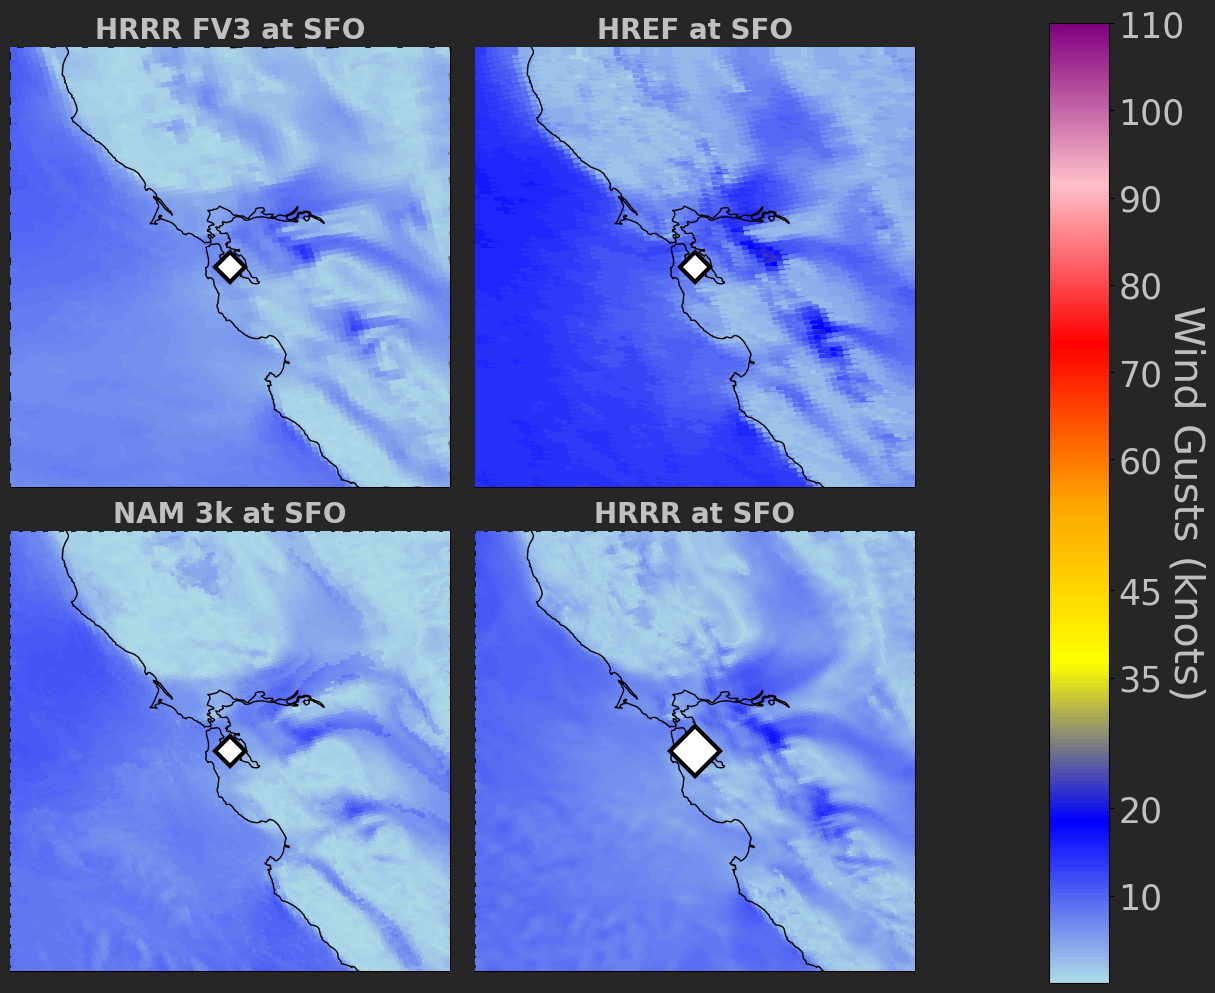 HRRR FV3 at SFO
HREF at SFO
NAM 3k at SFO
HRRR at SFO
110
100
90
80
70
60
45
35
20
10
Wind Gusts (knots)